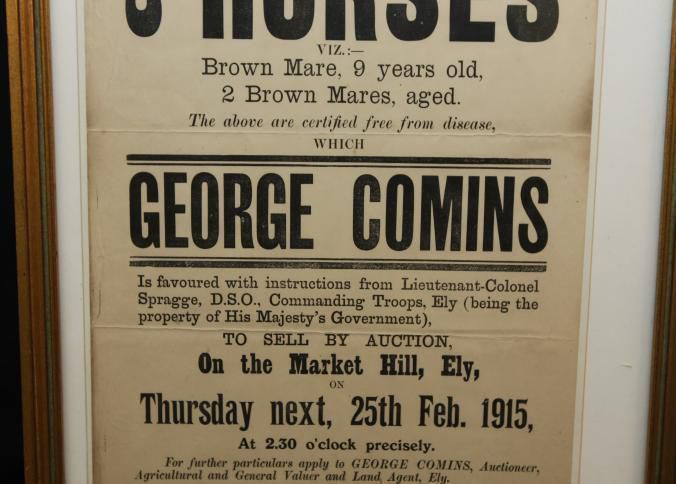 HORSES
VIZ.:—
Brown Mare, 9 years old,
2 Brown Mares, aged.
The above are certified free from disease,
WHICH
GEORGE COMINS
Is favoured with instructions from Lieutenant-Colonel
Spragge, D.S.O., Commanding Troops, Ely (being the
property of His Majesty's Government),
TO SELL BY AUCTION,
On the Market Hill, Ely,
ON
Thursday next, 25th Feb. 1915,
At 2.30 o'clock precisely.
For further particulars apply to GEORGE COMINS, Auctioneer,
Agricultural and General Valuer and Land Agent, Ely.